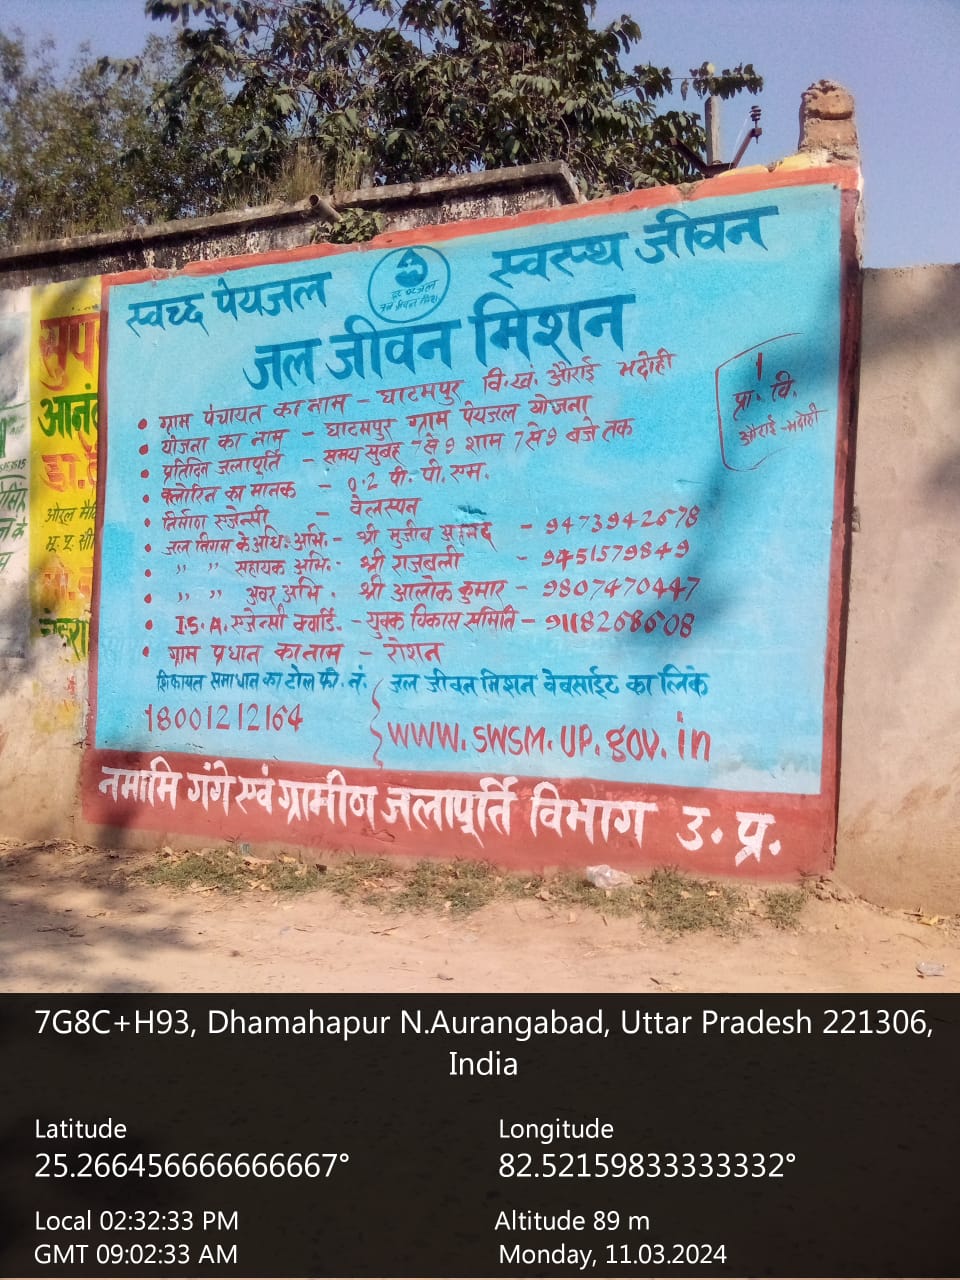 स्वच्छ पेयजल
स्वस्थ जीवन
जल जीवन मिशन
• ग्राम पंचायत का नाम - घाटमपुर वि.खं. औराई भदोही
• योजना का नाम - घाटमपुर ग्राम पेयजल योजना
• प्रतिदिन जलापूर्ति - समय सुबह 7से9 शाम 7से9 बजे तक
• क्लोरिन का मानक - 0.2 पी. पी. एम.
• निर्माण एजेन्सी - वेलस्पन
• जल निगम के अधि. अभि. - श्री मुजीब अहमद - 9473942678
• ,, ,, सहायक अभि. - श्री राजबली - 9451579849
• ,, ,, अवर अभि. श्री आलोक कुमार - 9807470447
• I.S.A. एजेन्सी क्वार्डि. - युवक विकास समिति - 9118268608
• ग्राम प्रधान का नाम - रोशन
शिकायत समाधान का टोल फ्री. नं.
18001212164
जल जीवन मिशन वेबसाईट का लिंक
www.swsm.up.gov.in
नमामि गंगे एवं ग्रामीण जलापूर्ति विभाग उ. प्र.
1
प्रा. वि.
औराई - भदोही
सुप
आनं
डा.
7G8C+H93, Dhamahapur N.Aurangabad, Uttar Pradesh 221306,
India
Latitude
25.266456666666667°
Longitude
82.52159833333332°
Local 02:32:33 PM
GMT 09:02:33 AM
Altitude 89 m
Monday, 11.03.2024